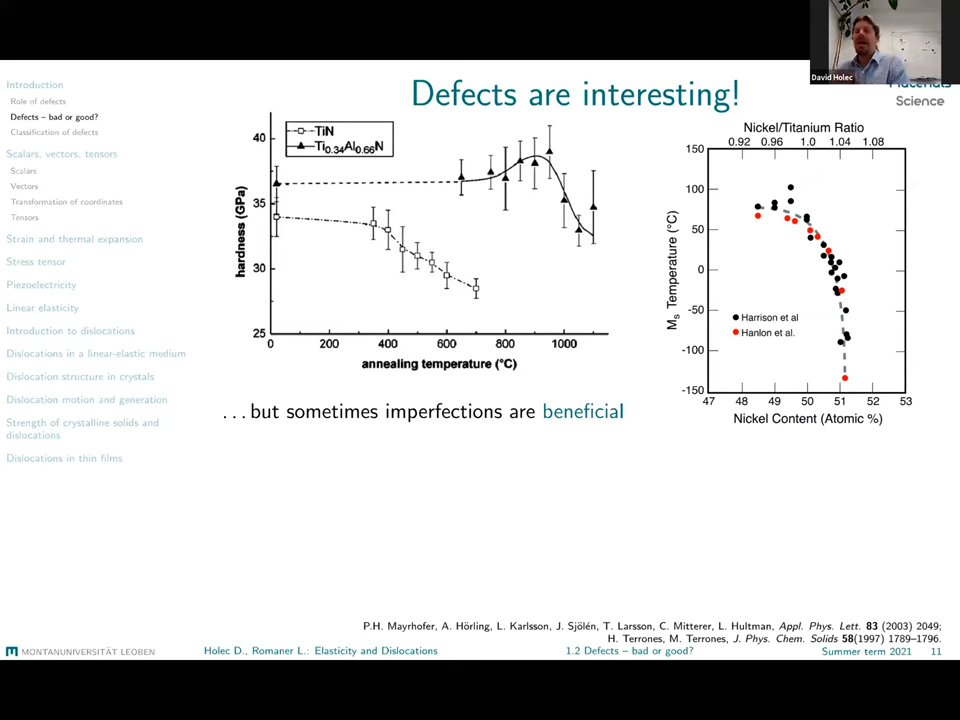 David Holec
Materials
Science
Introduction
Role of defects
Defects – bad or good?
Classification of defects
Scalars, vectors, tensors
Scalars
Vectors
Transformation of coordinates
Tensors
Strain and thermal expansion
Stress tensor
Piezoelectricity
Linear elasticity
Introduction to dislocations
Dislocations in a linear-elastic medium
Dislocation structure in crystals
Dislocation motion and generation
Strength of crystalline solids and
dislocations
Dislocations in thin films
Defects are interesting!
TiN
Ti0.34Al0.66N
hardness (GPa)
40
35
30
25
0 200 400 600 800 1000
annealing temperature (°C)
Nickel/Titanium Ratio
0.92 0.96 1.0 1.04 1.08
Ms Temperature (°C)
150
100
50
0
-50
-100
-150
Harrison et al
Hanlon et al.
47 48 49 50 51 52 53
Nickel Content (Atomic %)
. . . but sometimes imperfections are beneficial
P.H. Mayrhofer, A. Hörling, L. Karlsson, J. Sjölén, T. Larsson, C. Mitterer, L. Hultman, Appl. Phys. Lett. 83 (2003) 2049;
H. Terrones, M. Terrones, J. Phys. Chem. Solids 58(1997) 1789–1796.
MONTANUNIVERSITÄT LEOBEN
Holec D., Romaner L.: Elasticity and Dislocations
1.2 Defects – bad or good?
Summer term 2021 11